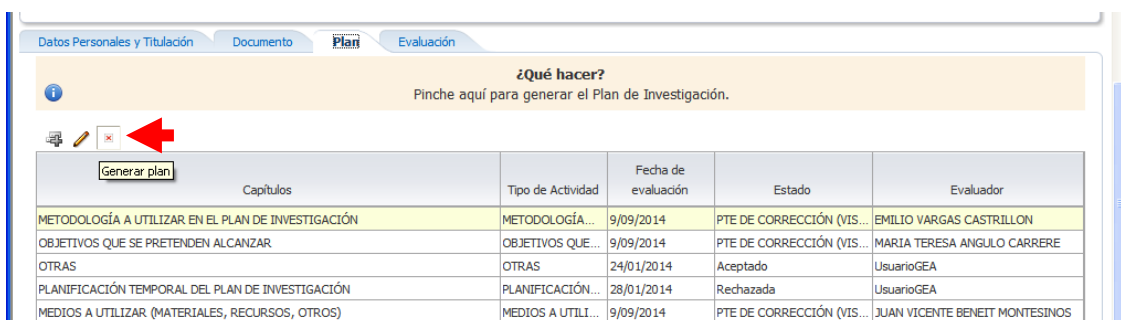 Datos Personales y Titulación Documento Plan Evaluación
¿Qué hacer?
Pinche aquí para generar el Plan de Investigación.
Generar plan
Capítulos Tipo de Actividad Fecha de evaluación Estado Evaluador
METODOLOGÍA A UTILIZAR EN EL PLAN DE INVESTIGACIÓN METODOLOGÍA... 9/09/2014 PTE DE CORRECCIÓN (VIS... EMILIO VARGAS CASTRILLON
OBJETIVOS QUE SE PRETENDEN ALCANZAR OBJETIVOS QUE... 9/09/2014 PTE DE CORRECCIÓN (VIS... MARIA TERESA ANGULO CARRERE
OTRAS OTRAS 24/01/2014 Aceptado UsuarioGEA
PLANIFICACIÓN TEMPORAL DEL PLAN DE INVESTIGACIÓN PLANIFICACIÓN... 28/01/2014 Rechazada UsuarioGEA
MEDIOS A UTILIZAR (MATERIALES, RECURSOS, OTROS) MEDIOS A UTILI... 9/09/2014 PTE DE CORRECCIÓN (VIS... JUAN VICENTE BENEIT MONTESINOS